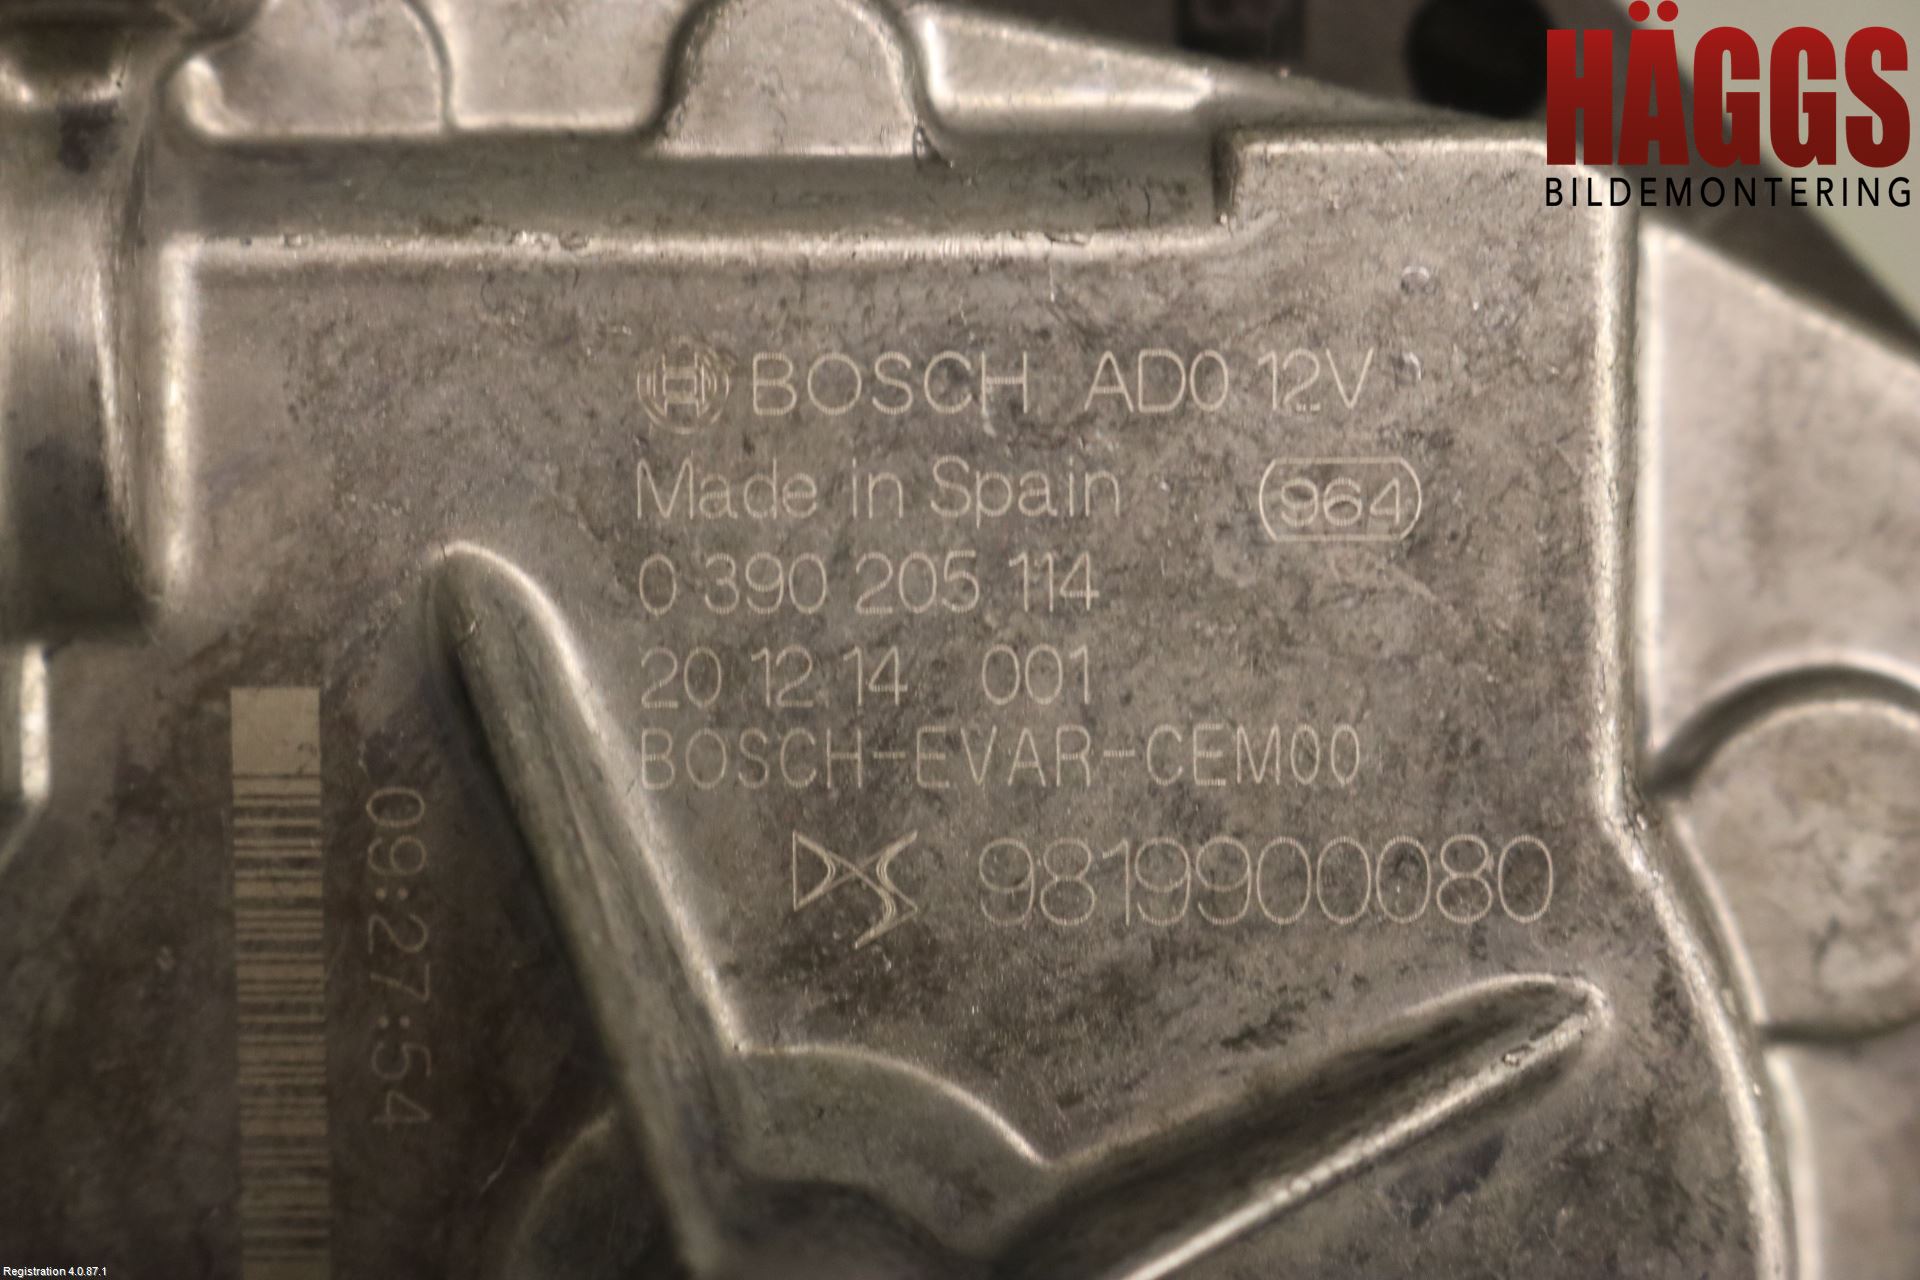 HÄGGS
BILDEMONTERING
BOSCH AD0 12V
Made in Spain 964
0 390 205 114
20 12 14 001
BOSCH-EVAR-CEM00
DS 9819900080
09:27:54
Registration 4.0.87.1